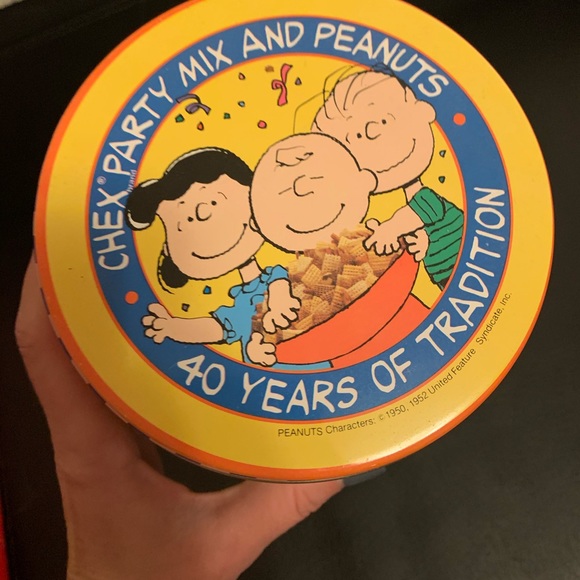 CHEX® PARTY MIX AND PEANUTS
40 YEARS OF TRADITION
PEANUTS Characters: © 1950, 1952 United Feature Syndicate, Inc.